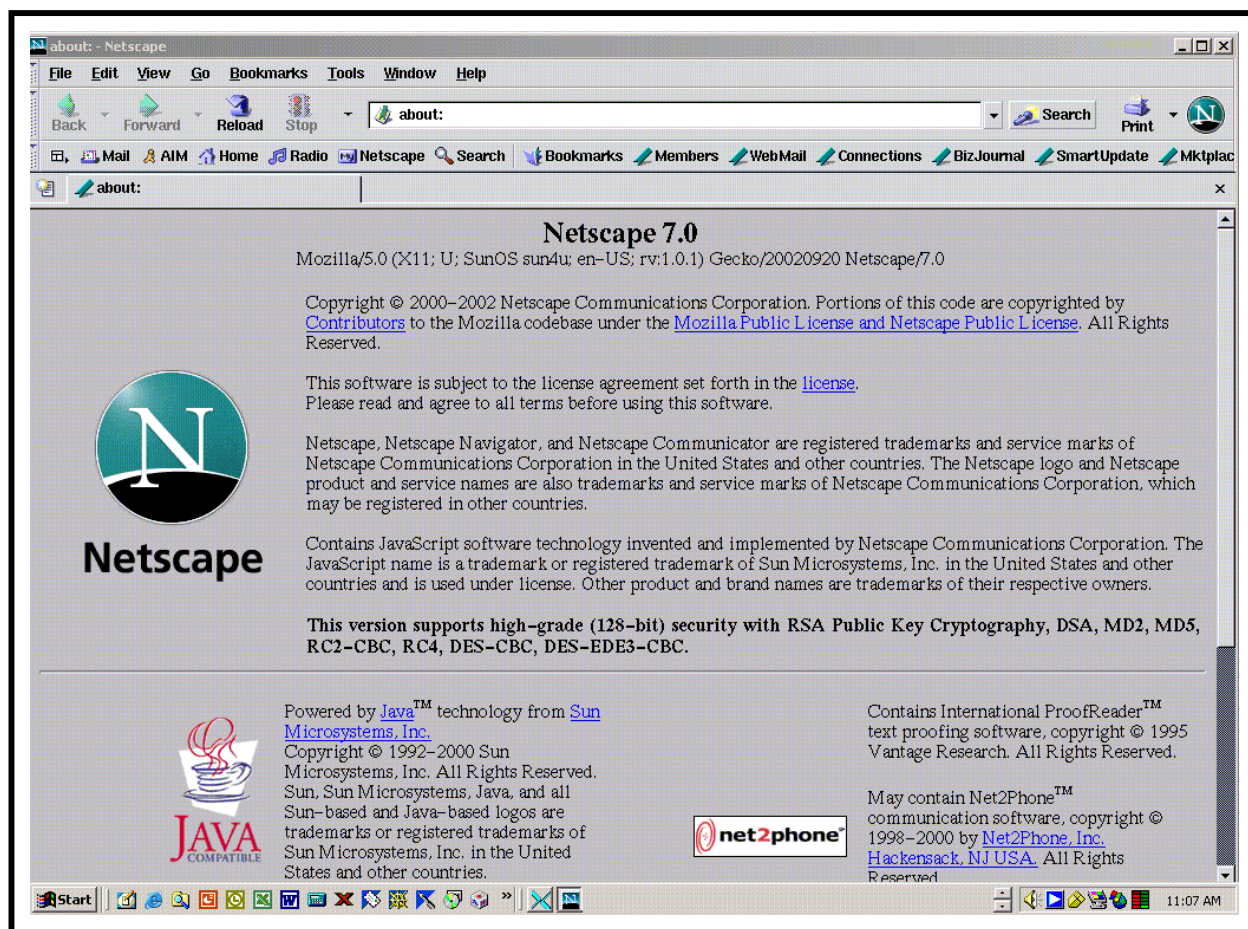 about: - Netscape
File Edit View Go Bookmarks Tools Window Help
Back Forward Reload Stop about: Search Print N
Mail AIM Home Radio Netscape Search Bookmarks Members WebMail Connections BizJournal SmartUpdate Mktplac
about:
Netscape 7.0
Mozilla/5.0 (X11; U; SunOS sun4u; en-US; rv:1.0.1) Gecko/20020920 Netscape/7.0
Copyright © 2000-2002 Netscape Communications Corporation. Portions of this code are copyrighted by
Contributors to the Mozilla codebase under the Mozilla Public License and Netscape Public License. All Rights
Reserved.
This software is subject to the license agreement set forth in the license.
Please read and agree to all terms before using this software.
Netscape, Netscape Navigator, and Netscape Communicator are registered trademarks and service marks of
Netscape Communications Corporation in the United States and other countries. The Netscape logo and Netscape
product and service names are also trademarks and service marks of Netscape Communications Corporation, which
may be registered in other countries.
N
Netscape
Contains JavaScript software technology invented and implemented by Netscape Communications Corporation. The
JavaScript name is a trademark or registered trademark of Sun Microsystems, Inc. in the United States and other
countries and is used under license. Other product and brand names are trademarks of their respective owners.
This version supports high-grade (128-bit) security with RSA Public Key Cryptography, DSA, MD2, MD5,
RC2-CBC, RC4, DES-CBC, DES-EDE3-CBC.
JAVA
COMPATIBLE
Powered by Java™ technology from Sun
Microsystems, Inc.
Copyright © 1992-2000 Sun
Microsystems, Inc. All Rights Reserved.
Sun, Sun Microsystems, Java, and all
Sun-based and Java-based logos are
trademarks or registered trademarks of
Sun Microsystems, Inc. in the United
States and other countries.
net2phone
Contains International ProofReader™
text proofing software, copyright © 1995
Vantage Research. All Rights Reserved.
May contain Net2Phone™
communication software, copyright ©
1998-2000 by Net2Phone, Inc.
Hackensack, NJ USA. All Rights
Reserved
Start 11:07 AM